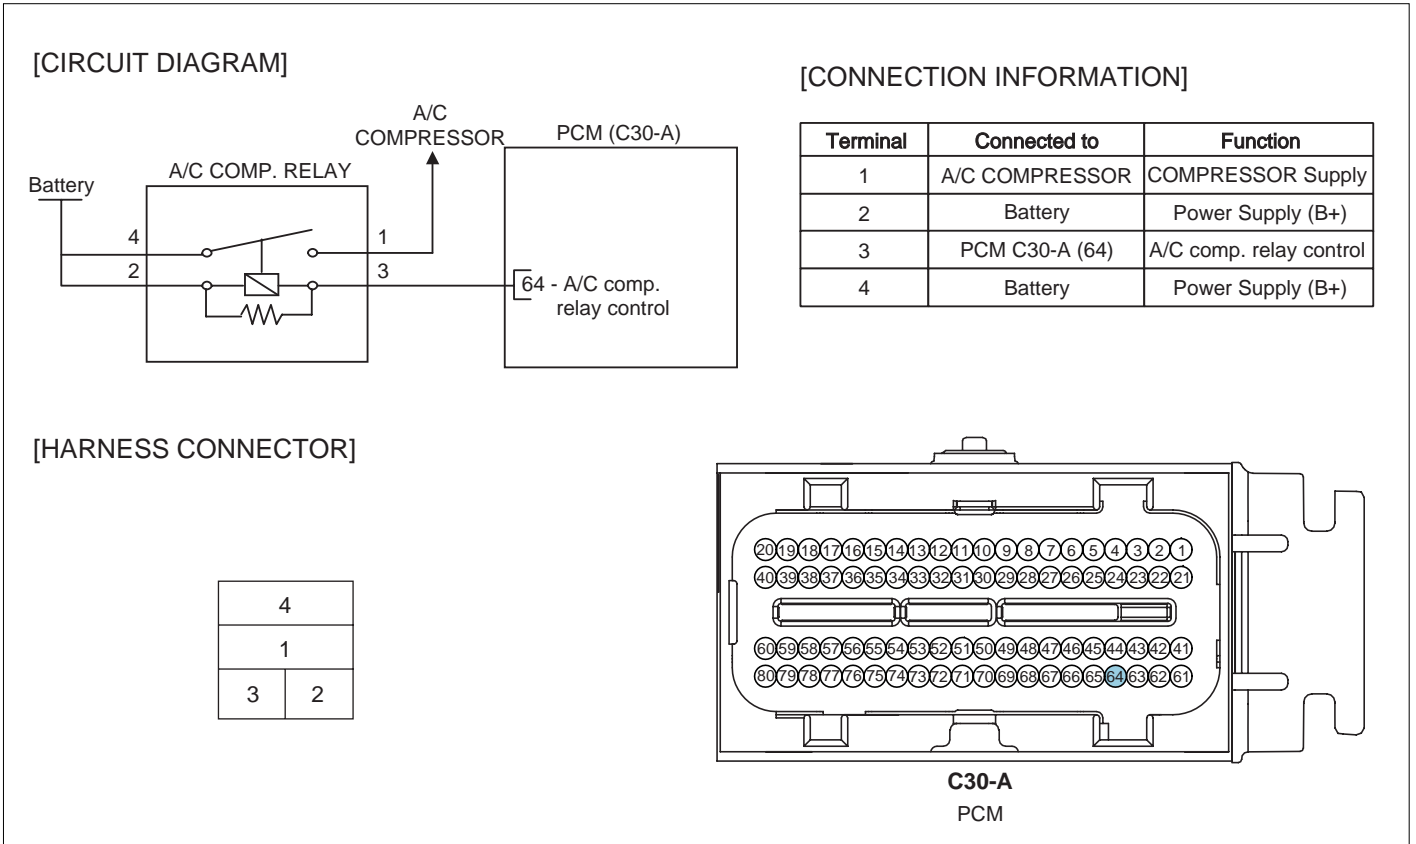 [CIRCUIT DIAGRAM]
A/C
COMPRESSOR
PCM (C30-A)
A/C COMP. RELAY
Battery
4
1
2
3
64 - A/C comp.
relay control
[CONNECTION INFORMATION]
Terminal Connected to Function
1 A/C COMPRESSOR COMPRESSOR Supply
2 Battery Power Supply (B+)
3 PCM C30-A (64) A/C comp. relay control
4 Battery Power Supply (B+)
[HARNESS CONNECTOR]
4
1
3 2
20 19 18 17 16 15 14 13 12 11 10 9 8 7 6 5 4 3 2 1
40 39 38 37 36 35 34 33 32 31 30 29 28 27 26 25 24 23 22 21
60 59 58 57 56 55 54 53 52 51 50 49 48 47 46 45 44 43 42 41
80 79 78 77 76 75 74 73 72 71 70 69 68 67 66 65 64 63 62 61
C30-A
PCM